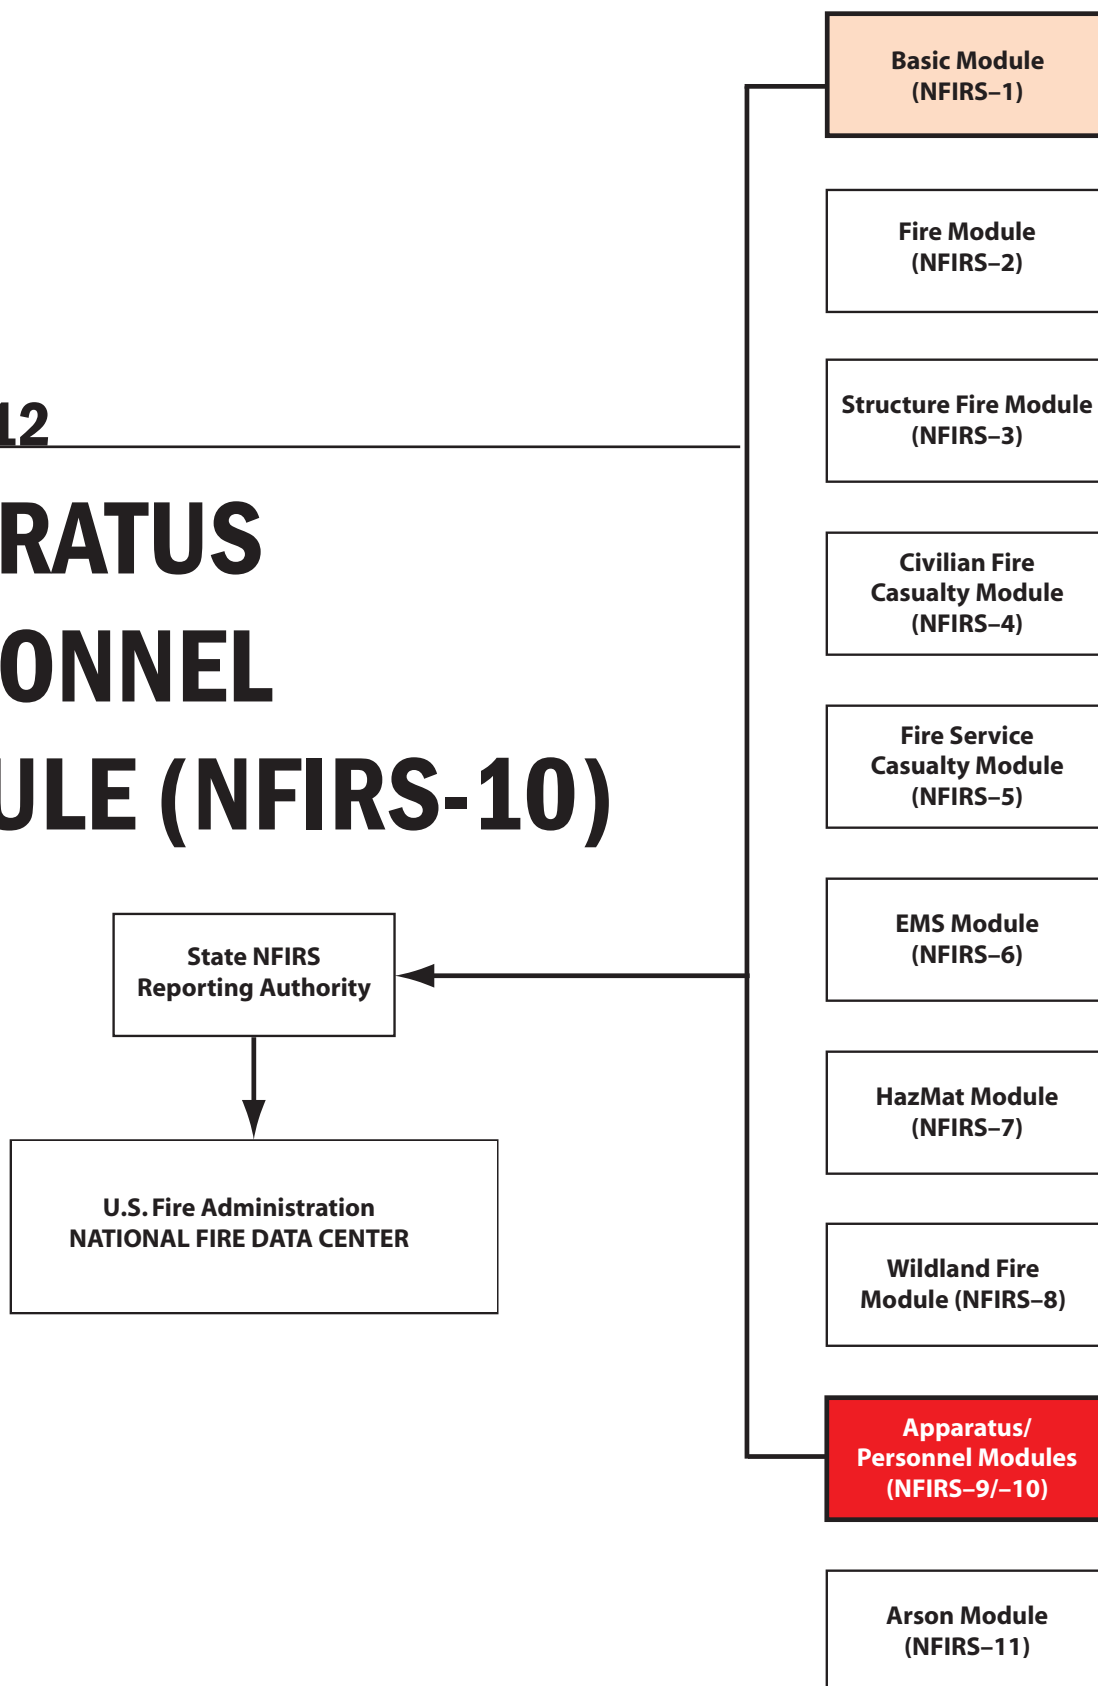 12
RATUS
ONNEL
ULE (NFIRS-10)
State NFIRS
Reporting Authority
U.S. Fire Administration
NATIONAL FIRE DATA CENTER
Basic Module
(NFIRS–1)
Fire Module
(NFIRS–2)
Structure Fire Module
(NFIRS–3)
Civilian Fire
Casualty Module
(NFIRS–4)
Fire Service
Casualty Module
(NFIRS–5)
EMS Module
(NFIRS–6)
HazMat Module
(NFIRS–7)
Wildland Fire
Module (NFIRS–8)
Apparatus/
Personnel Modules
(NFIRS–9/–10)
Arson Module
(NFIRS–11)